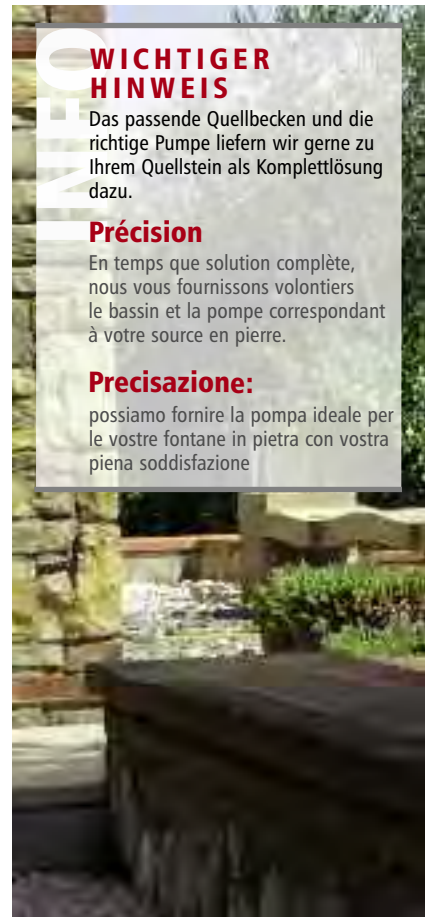 INFO
WICHTIGER
HINWEIS
Das passende Quellbecken und die
richtige Pumpe liefern wir gerne zu
Ihrem Quellstein als Komplettlösung
dazu.
Précision
En temps que solution complète,
nous vous fournissons volontiers
le bassin et la pompe correspondant
à votre source en pierre.
Precisazione:
possiamo fornire la pompa ideale per
le vostre fontane in pietra con vostra
piena soddisfazione